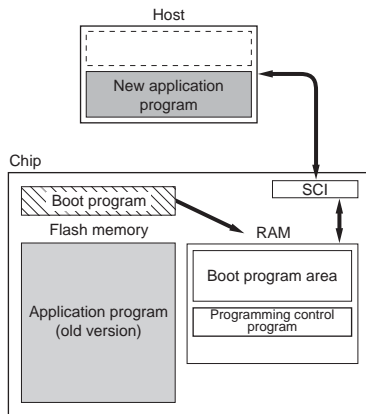 Host
New application
program
Chip
SCI
Boot program
Flash memory
RAM
Boot program area
Application program
(old version)
Programming control
program